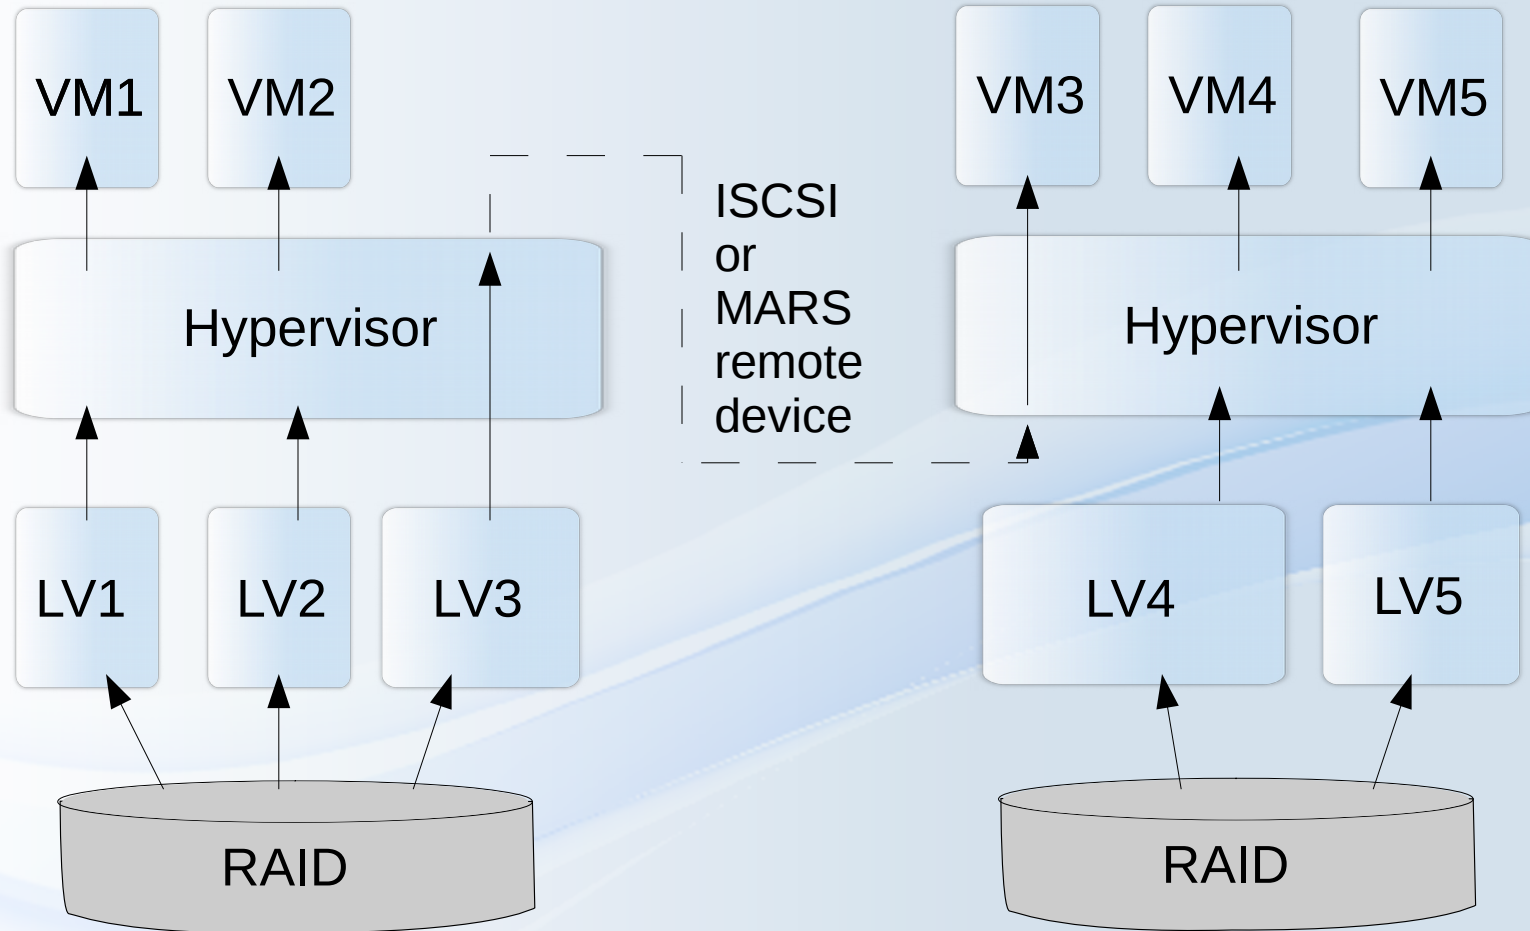 VM1
VM2
VM3
VM4
VM5
ISCSI
or
MARS
remote
device
Hypervisor
Hypervisor
LV1
LV2
LV3
LV4
LV5
RAID
RAID